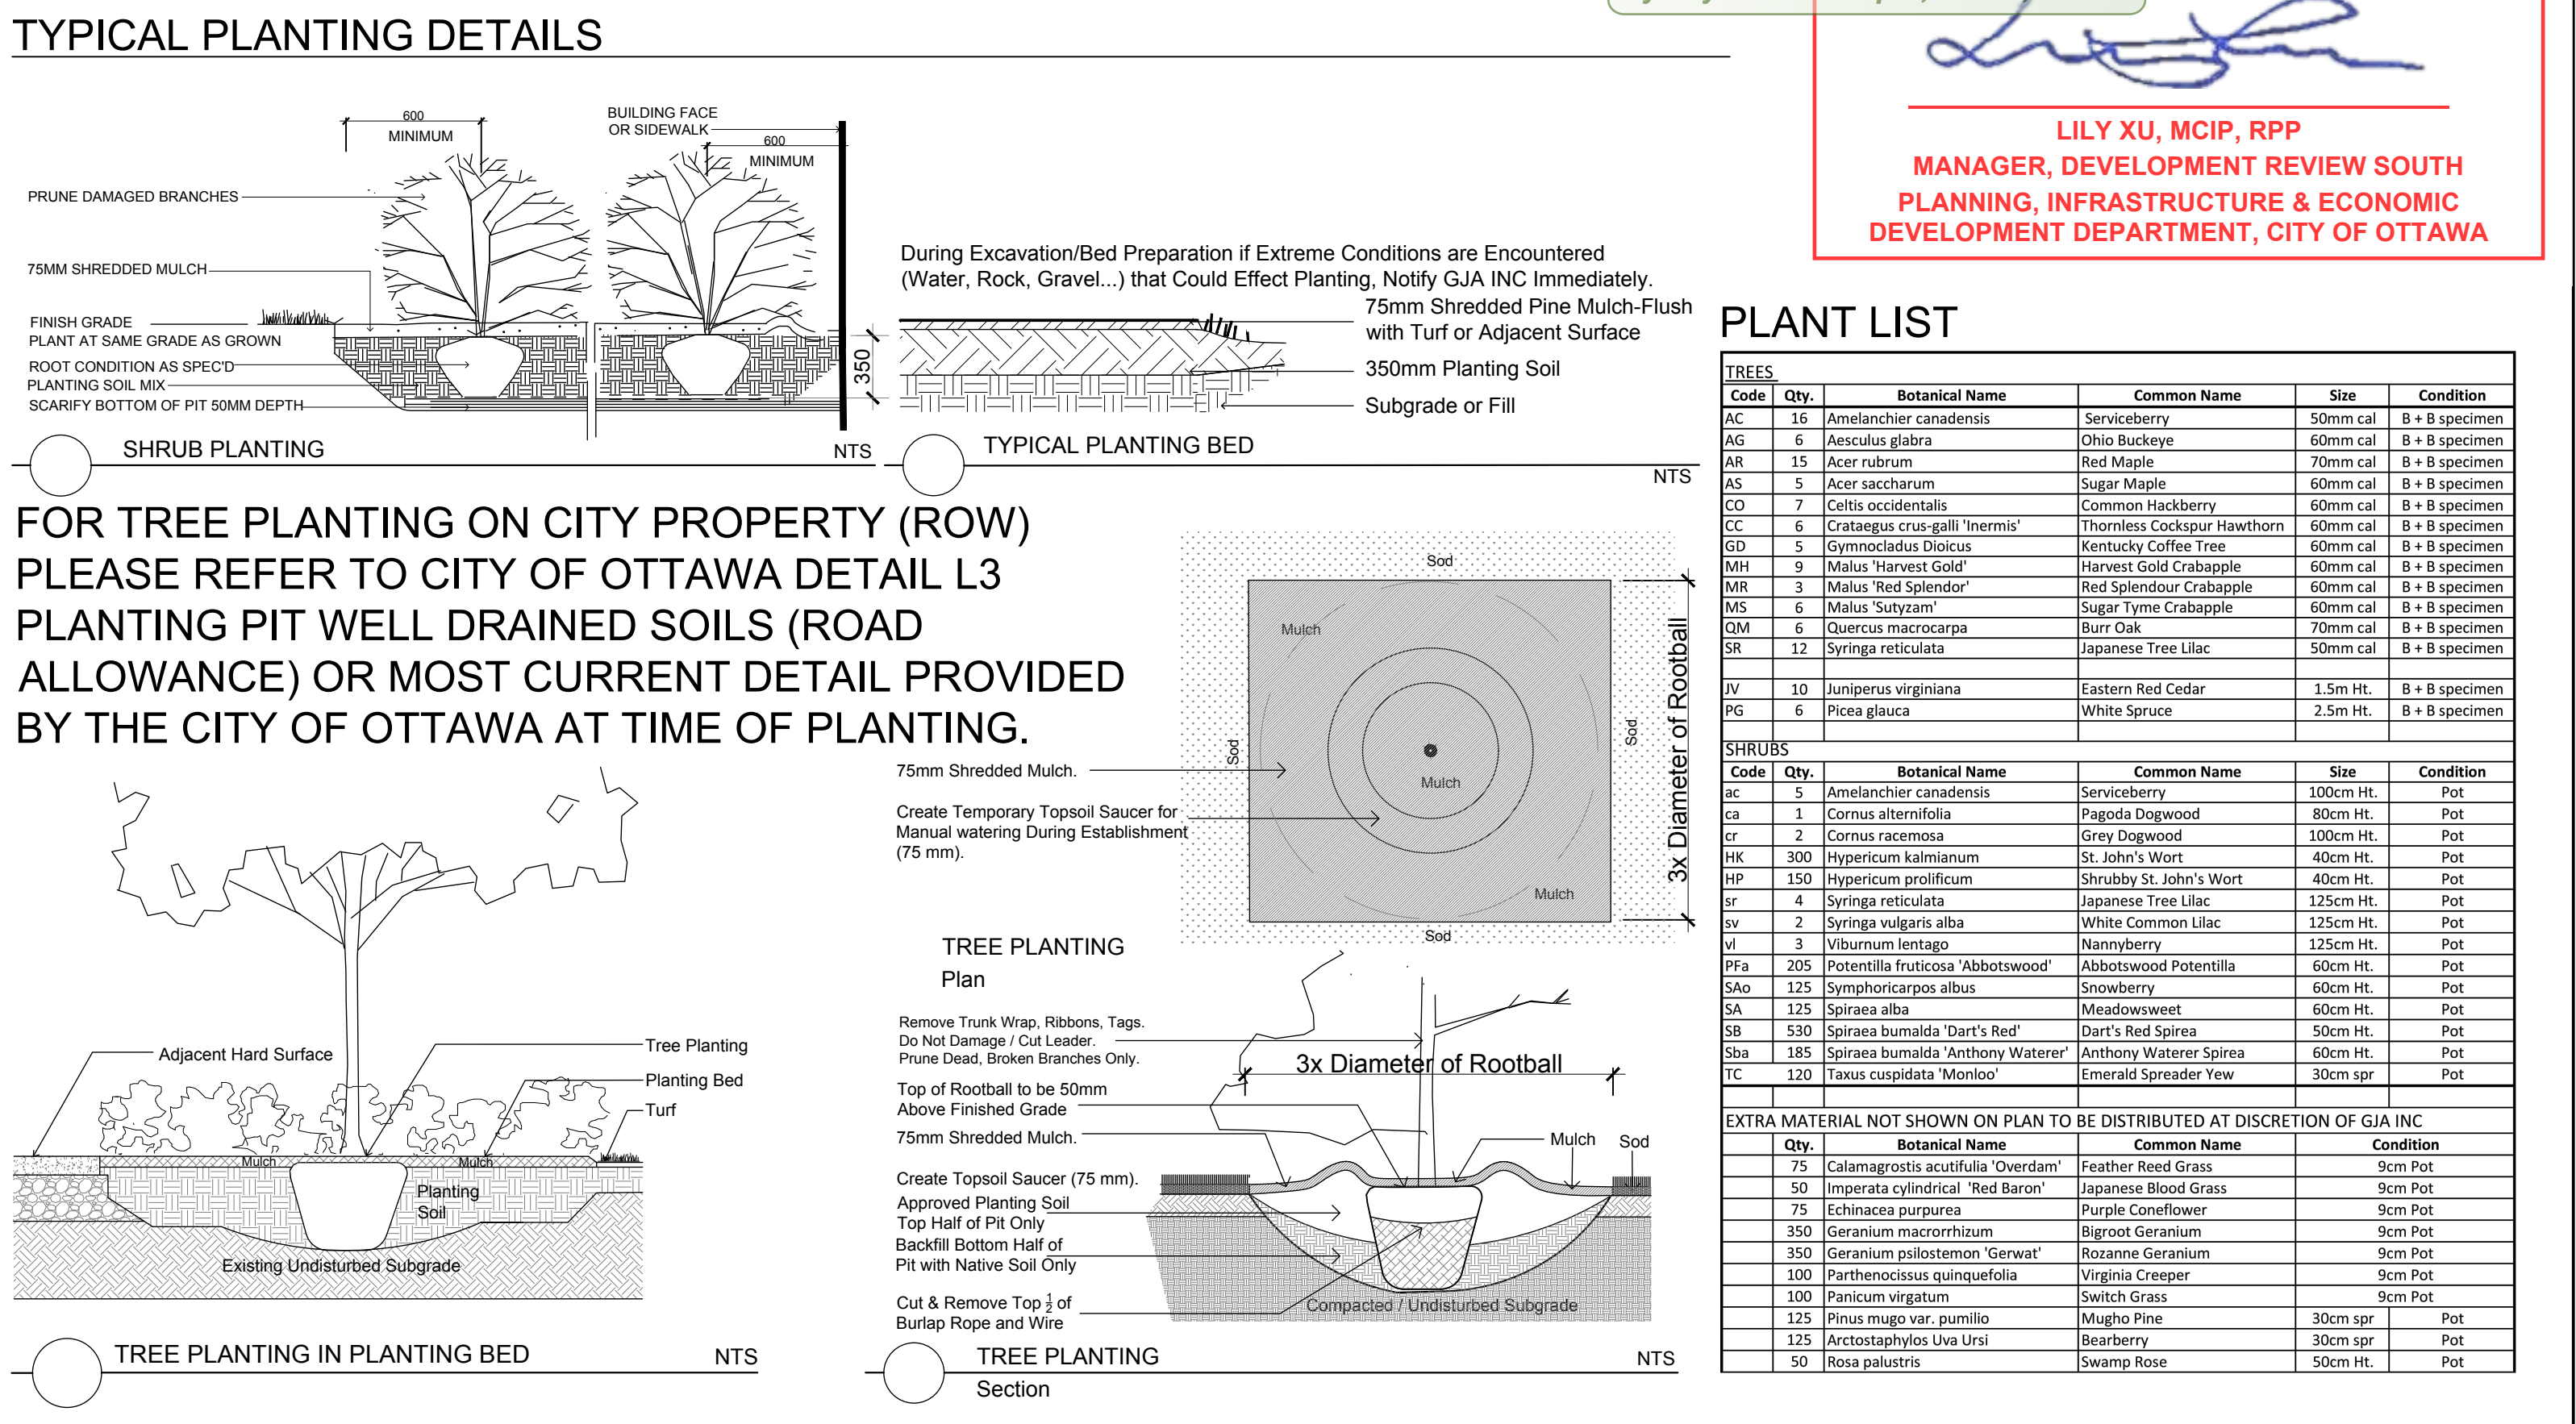 TYPICAL PLANTING DETAILS
LILY XU, MCIP, RPP
MANAGER, DEVELOPMENT REVIEW SOUTH
PLANNING, INFRASTRUCTURE & ECONOMIC
DEVELOPMENT DEPARTMENT, CITY OF OTTAWA
600
MINIMUM
BUILDING FACE
OR SIDEWALK
600
MINIMUM
PRUNE DAMAGED BRANCHES
75MM SHREDDED MULCH
FINISH GRADE
PLANT AT SAME GRADE AS GROWN
ROOT CONDITION AS SPEC'D
PLANTING SOIL MIX
SCARIFY BOTTOM OF PIT 50MM DEPTH
350
SHRUB PLANTING
NTS
During Excavation/Bed Preparation if Extreme Conditions are Encountered
(Water, Rock, Gravel...) that Could Effect Planting, Notify GJA INC Immediately.
75mm Shredded Pine Mulch-Flush
with Turf or Adjacent Surface
350mm Planting Soil
Subgrade or Fill
TYPICAL PLANTING BED
NTS
FOR TREE PLANTING ON CITY PROPERTY (ROW)
PLEASE REFER TO CITY OF OTTAWA DETAIL L3
PLANTING PIT WELL DRAINED SOILS (ROAD
ALLOWANCE) OR MOST CURRENT DETAIL PROVIDED
BY THE CITY OF OTTAWA AT TIME OF PLANTING.
Sod
Mulch
Sod
Mulch
Sod
Mulch
Sod
3x Diameter of Rootball
75mm Shredded Mulch.
Create Temporary Topsoil Saucer for
Manual watering During Establishment
(75 mm).
TREE PLANTING
Plan
Adjacent Hard Surface
Tree Planting
Planting Bed
Turf
Mulch
Mulch
Planting
Soil
Existing Undisturbed Subgrade
TREE PLANTING IN PLANTING BED
NTS
Remove Trunk Wrap, Ribbons, Tags.
Do Not Damage / Cut Leader.
Prune Dead, Broken Branches Only.
3x Diameter of Rootball
Top of Rootball to be 50mm
Above Finished Grade
75mm Shredded Mulch.
Mulch
Sod
Create Topsoil Saucer (75 mm).
Approved Planting Soil
Top Half of Pit Only
Backfill Bottom Half of
Pit with Native Soil Only
Cut & Remove Top 1/2 of
Burlap Rope and Wire
Compacted / Undisturbed Subgrade
TREE PLANTING
NTS
Section
PLANT LIST
TREES
Code Qty. Botanical Name Common Name Size Condition
AC 16 Amelanchier canadensis Serviceberry 50mm cal B + B specimen
AG 6 Aesculus glabra Ohio Buckeye 60mm cal B + B specimen
AR 15 Acer rubrum Red Maple 70mm cal B + B specimen
AS 5 Acer saccharum Sugar Maple 60mm cal B + B specimen
CO 7 Celtis occidentalis Common Hackberry 60mm cal B + B specimen
CC 6 Crataegus crus-galli 'Inermis' Thornless Cockspur Hawthorn 60mm cal B + B specimen
GD 5 Gymnocladus Dioicus Kentucky Coffee Tree 60mm cal B + B specimen
MH 9 Malus 'Harvest Gold' Harvest Gold Crabapple 60mm cal B + B specimen
MR 3 Malus 'Red Splendor' Red Splendour Crabapple 60mm cal B + B specimen
MS 6 Malus 'Sutyzam' Sugar Tyme Crabapple 60mm cal B + B specimen
QM 6 Quercus macrocarpa Burr Oak 70mm cal B + B specimen
SR 12 Syringa reticulata Japanese Tree Lilac 50mm cal B + B specimen
JV 10 Juniperus virginiana Eastern Red Cedar 1.5m Ht. B + B specimen
PG 6 Picea glauca White Spruce 2.5m Ht. B + B specimen
SHRUBS
Code Qty. Botanical Name Common Name Size Condition
ac 5 Amelanchier canadensis Serviceberry 100cm Ht. Pot
ca 1 Cornus alternifolia Pagoda Dogwood 80cm Ht. Pot
cr 2 Cornus racemosa Grey Dogwood 100cm Ht. Pot
HK 300 Hypericum kalmianum St. John's Wort 40cm Ht. Pot
HP 150 Hypericum prolificum Shrubby St. John's Wort 40cm Ht. Pot
sr 4 Syringa reticulata Japanese Tree Lilac 125cm Ht. Pot
sv 2 Syringa vulgaris alba White Common Lilac 125cm Ht. Pot
vl 3 Viburnum lentago Nannyberry 125cm Ht. Pot
PFa 205 Potentilla fruticosa 'Abbotswood' Abbotswood Potentilla 60cm Ht. Pot
SAo 125 Symphoricarpos albus Snowberry 60cm Ht. Pot
SA 125 Spiraea alba Meadowsweet 60cm Ht. Pot
SB 530 Spiraea bumalda 'Dart's Red' Dart's Red Spirea 50cm Ht. Pot
Sba 185 Spiraea bumalda 'Anthony Waterer' Anthony Waterer Spirea 60cm Ht. Pot
TC 120 Taxus cuspidata 'Monloo' Emerald Spreader Yew 30cm spr Pot
EXTRA MATERIAL NOT SHOWN ON PLAN TO BE DISTRIBUTED AT DISCRETION OF GJA INC
Qty. Botanical Name Common Name Condition
75 Calamagrostis acutifulia 'Overdam' Feather Reed Grass 9cm Pot
50 Imperata cylindrical 'Red Baron' Japanese Blood Grass 9cm Pot
75 Echinacea purpurea Purple Coneflower 9cm Pot
350 Geranium macrorrhizum Bigroot Geranium 9cm Pot
350 Geranium psilostemon 'Gerwat' Rozanne Geranium 9cm Pot
100 Parthenocissus quinquefolia Virginia Creeper 9cm Pot
100 Panicum virgatum Switch Grass 9cm Pot
125 Pinus mugo var. pumilio Mugho Pine 30cm spr Pot
125 Arctostaphylos Uva Ursi Bearberry 30cm spr Pot
50 Rosa palustris Swamp Rose 50cm Ht. Pot